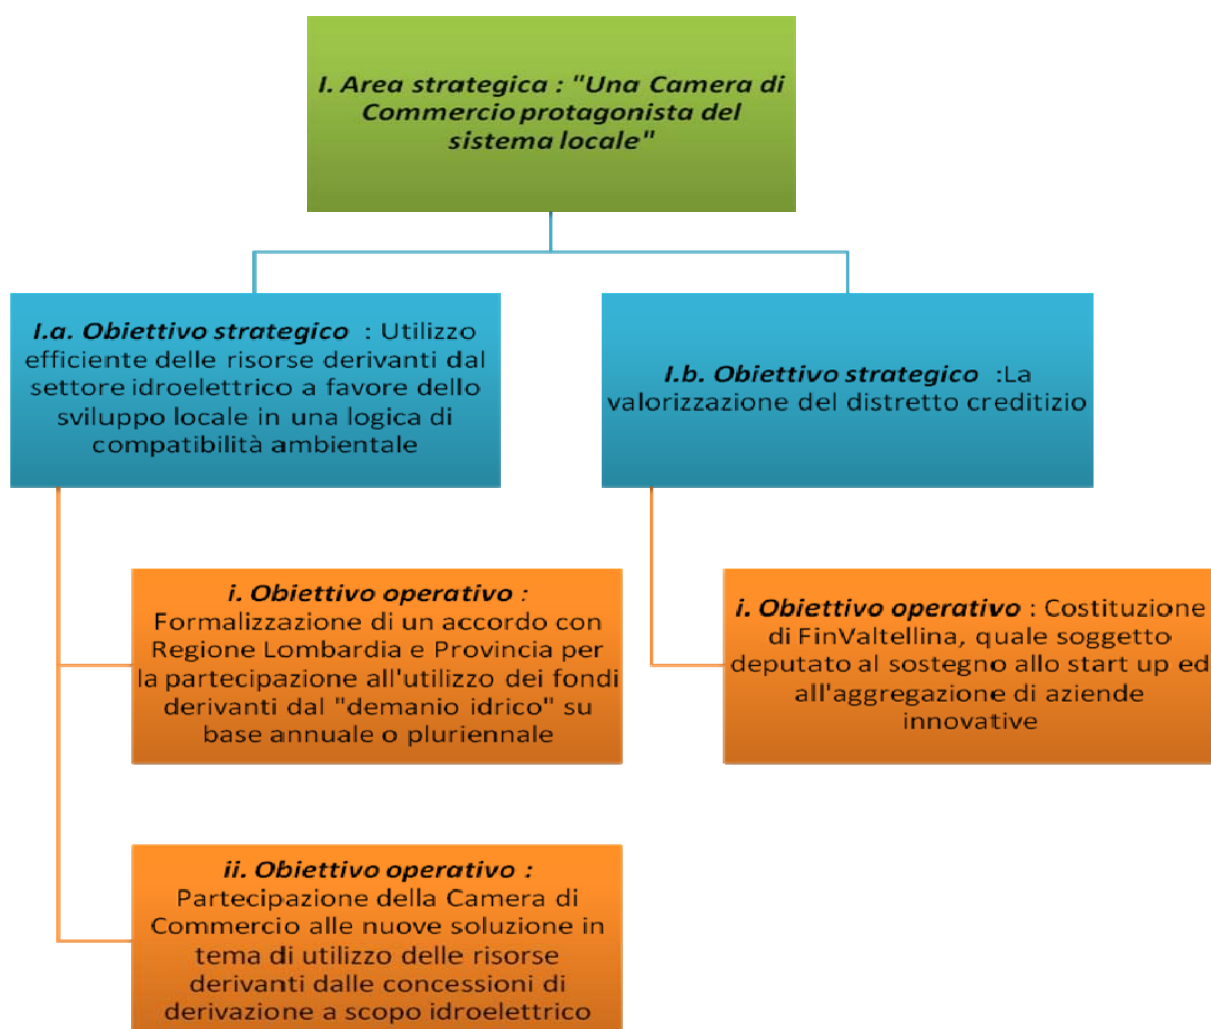 I. Area strategica : "Una Camera di
Commercio protagonista del
sistema locale"
I.a. Obiettivo strategico : Utilizzo
efficiente delle risorse derivanti dal
settore idroelettrico a favore dello
sviluppo locale in una logica di
compatibilità ambientale
I.b. Obiettivo strategico :La
valorizzazione del distretto creditizio
i. Obiettivo operativo :
Formalizzazione di un accordo con
Regione Lombardia e Provincia per
la partecipazione all'utilizzo dei fondi
derivanti dal "demanio idrico" su
base annuale o pluriennale
i. Obiettivo operativo : Costituzione
di FinValtellina, quale soggetto
deputato al sostegno allo start up ed
all'aggregazione di aziende
innovative
ii. Obiettivo operativo :
Partecipazione della Camera di
Commercio alle nuove soluzione in
tema di utilizzo delle risorse
derivanti dalle concessioni di
derivazione a scopo idroelettrico